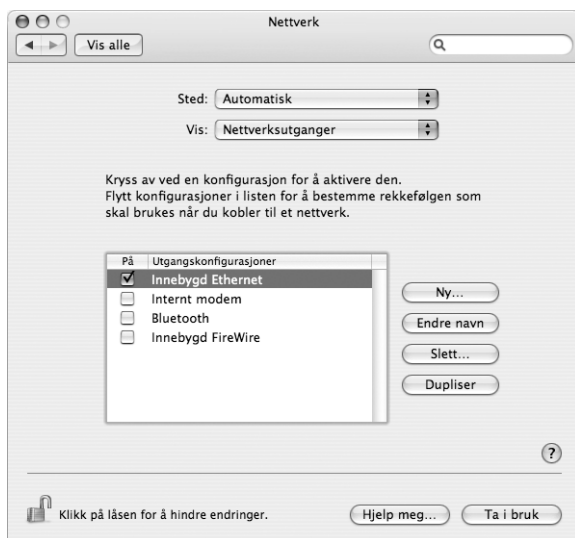 Nettverk
Vis alle
Sted: Automatisk
Vis: Nettverksutganger
Kryss av ved en konfigurasjon for å aktivere den.
Flytt konfigurasjoner i listen for å bestemme rekkefølgen som
skal brukes når du kobler til et nettverk.
På Utgangskonfigurasjoner
Innebygd Ethernet
Internt modem
Bluetooth
Innebygd FireWire
Ny...
Endre navn
Slett...
Dupliser
?
Klikk på låsen for å hindre endringer.
Hjelp meg... Ta i bruk